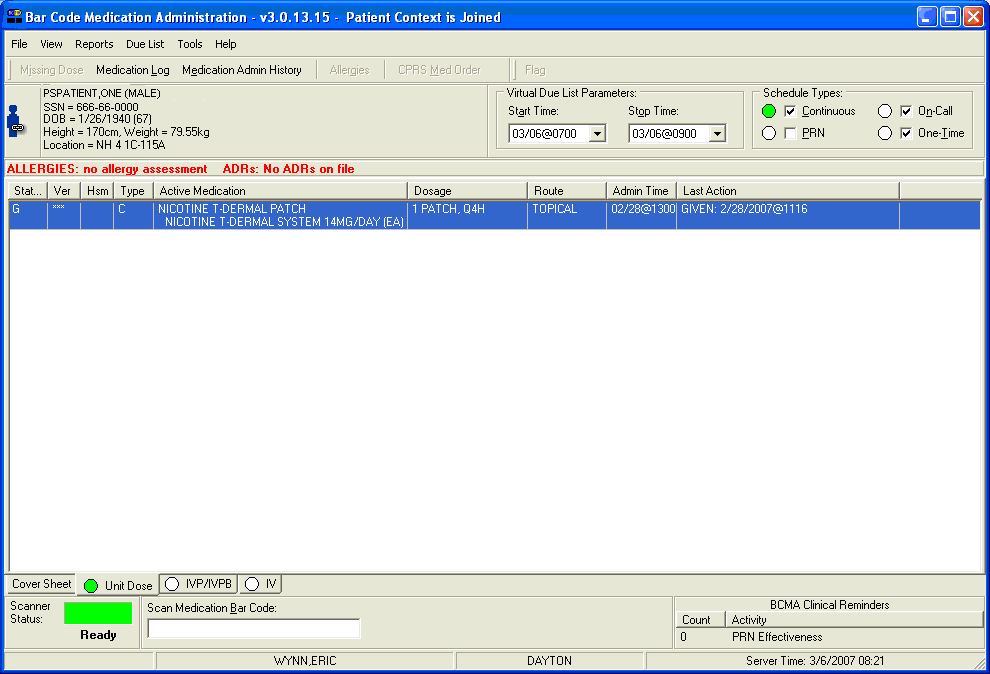 Bar Code Medication Administration - v3.0.13.15 - Patient Context is Joined
File View Reports Due List Tools Help
Missing Dose Medication Log Medication Admin History Allergies CPRS Med Order Flag
PSPATIENT,ONE (MALE)
SSN = 666-66-0000
DOB = 1/26/1940 (67)
Height = 170cm, Weight = 79.55kg
Location = NH 4 1C-115A
Virtual Due List Parameters:
Start Time: Stop Time:
03/06@0700 03/06@0900
Schedule Types:
Continuous On-Call
PRN One-Time
ALLERGIES: no allergy assessment ADRs: No ADRs on file
Stat... Ver Hsm Type Active Medication Dosage Route Admin Time Last Action
G *** C NICOTINE T-DERMAL PATCH 1 PATCH, Q4H TOPICAL 02/28@1300 GIVEN: 2/28/2007@1116
NICOTINE T-DERMAL SYSTEM 14MG/DAY (EA)
Cover Sheet Unit Dose IVP/IVPB IV
Scanner
Status:
Ready
Scan Medication Bar Code:
BCMA Clinical Reminders
Count Activity
0 PRN Effectiveness
WYNN,ERIC DAYTON Server Time: 3/6/2007 08:21